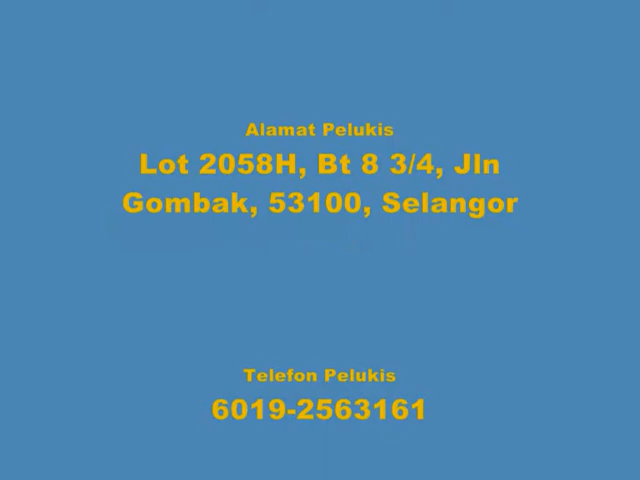 Alamat Pelukis
Lot 2058H, Bt 8 3/4, Jln
Gombak, 53100, Selangor
Telefon Pelukis
6019-2563161